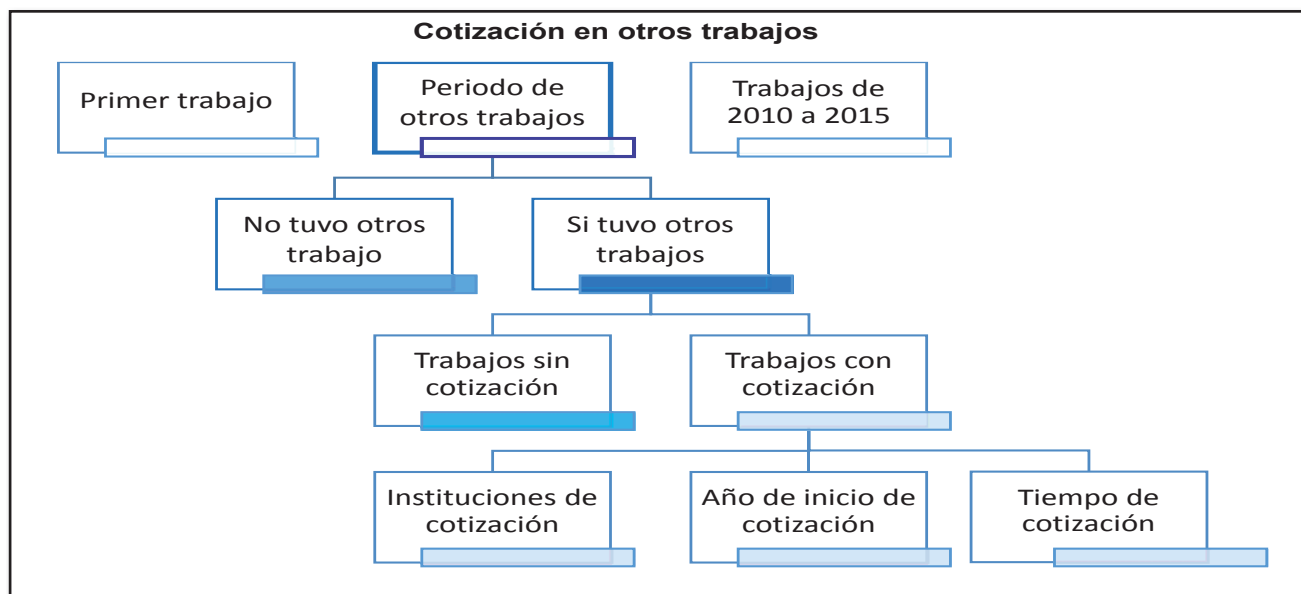 Cotización en otros trabajos
Primer trabajo
Periodo de
otros trabajos
Trabajos de
2010 a 2015
No tuvo otros
trabajo
Si tuvo otros
trabajos
Trabajos sin
cotización
Trabajos con
cotización
Instituciones de
cotización
Año de inicio de
cotización
Tiempo de
cotización